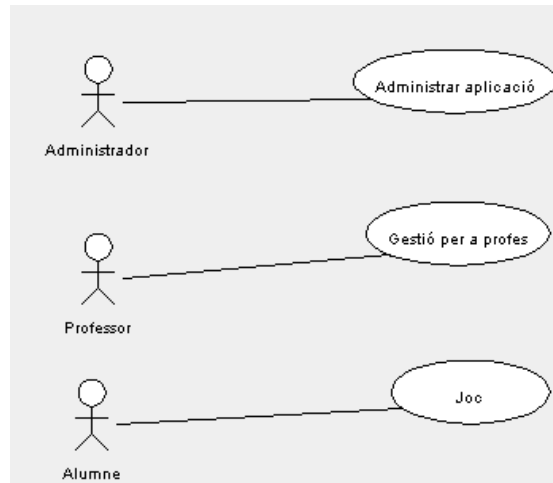 Administrar aplicació
Administrador
Gestió per a profes
Professor
Joc
Alumne